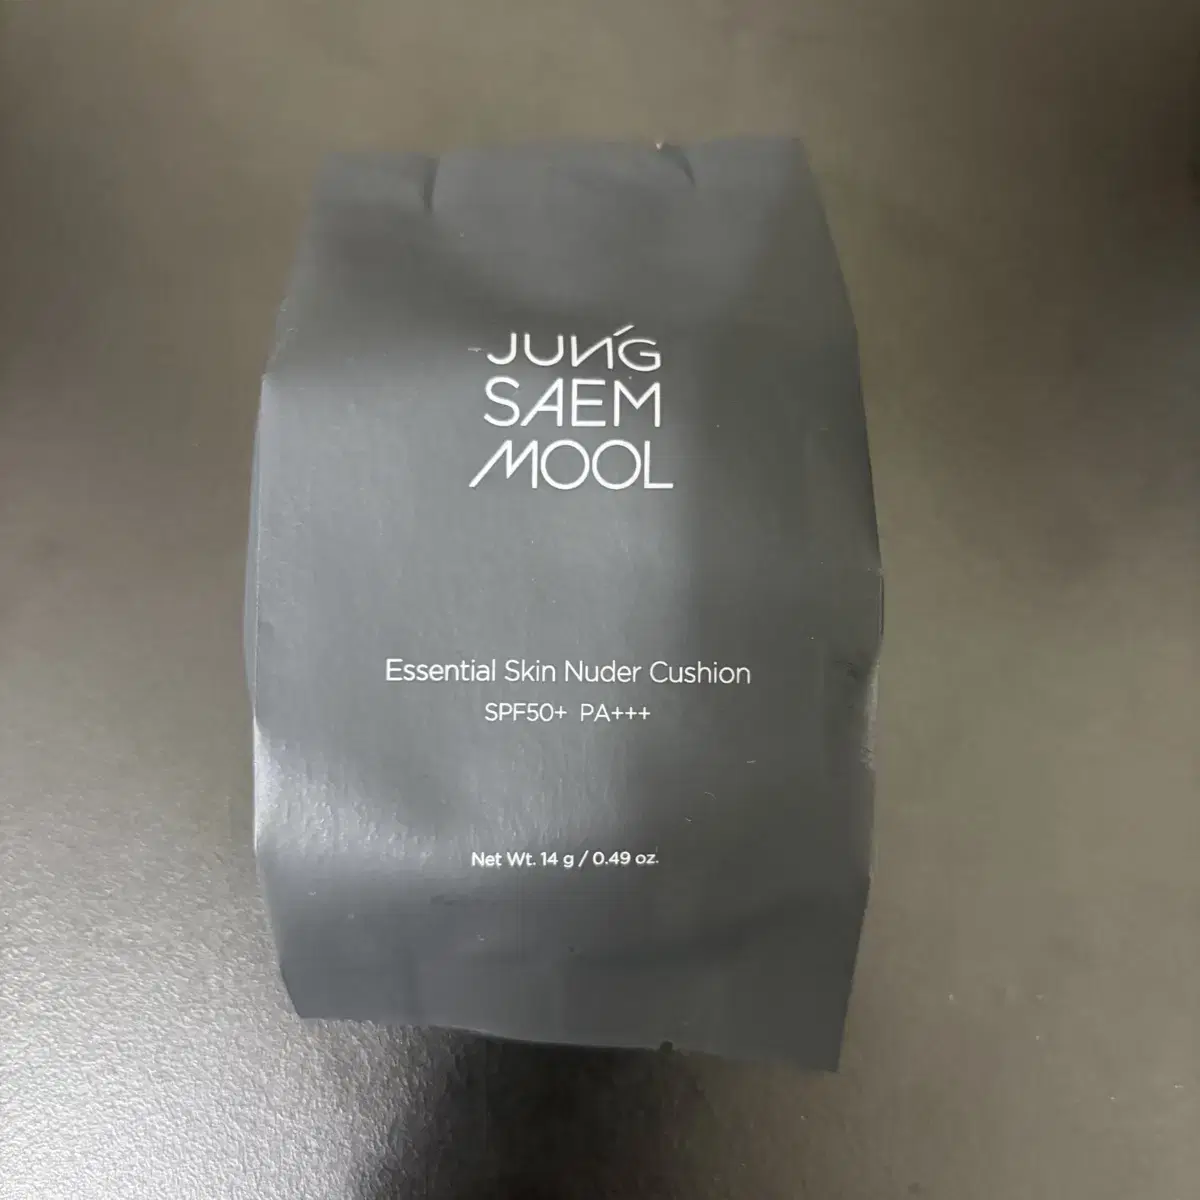 JUNG
SAEM
MOOL
Essential Skin Nuder Cushion
SPF50+ PA+++
Net Wt. 14 g / 0.49 oz.